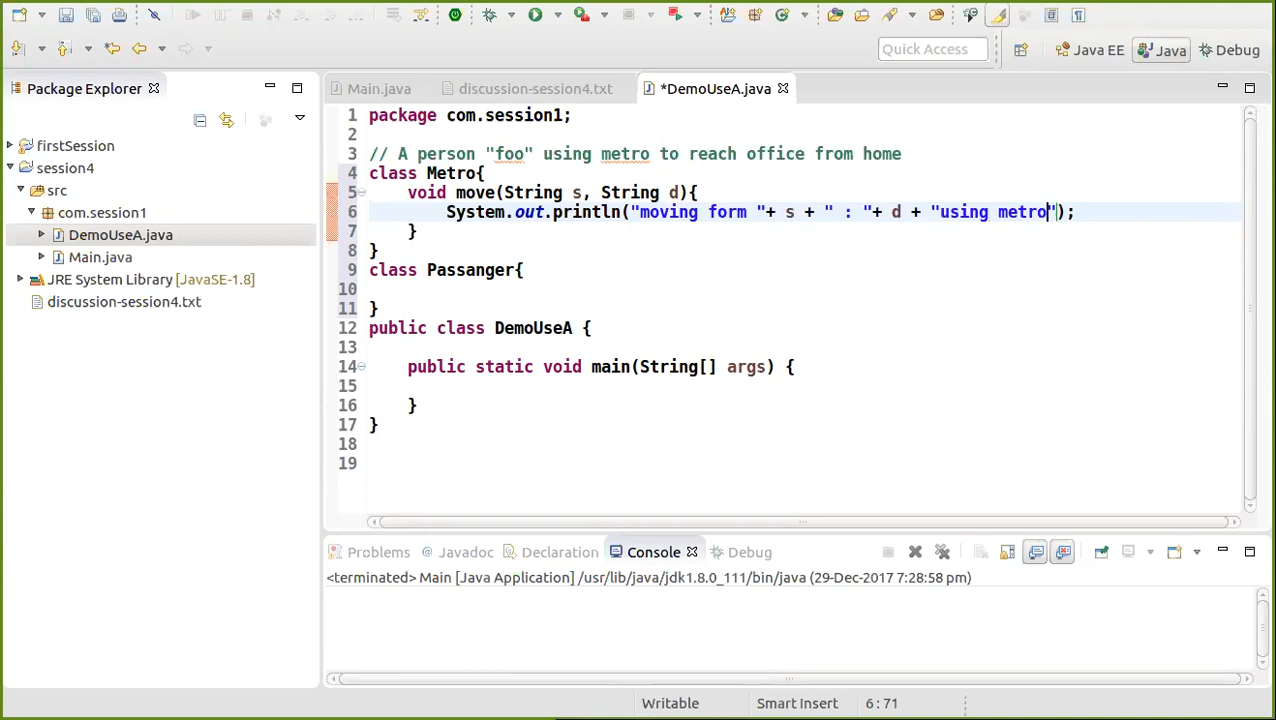 Quick Access
Java EE
Java
Debug
Package Explorer
Main.java
discussion-session4.txt
*DemoUseA.java
firstSession
session4
src
com.session1
DemoUseA.java
Main.java
JRE System Library [JavaSE-1.8]
discussion-session4.txt
1 package com.session1;
2
3 // A person "foo" using metro to reach office from home
4 class Metro{
5 void move(String s, String d){
6 System.out.println("moving form "+ s + " : "+ d + "using metro");
7 }
8 }
9 class Passanger{
10
11 }
12 public class DemoUseA {
13
14 public static void main(String[] args) {
15
16 }
17 }
18
19
Problems
@ Javadoc
Declaration
Console
Debug
<terminated> Main [Java Application] /usr/lib/java/jdk1.8.0_111/bin/java (29-Dec-2017 7:28:58 pm)
Writable
Smart Insert
6 : 71